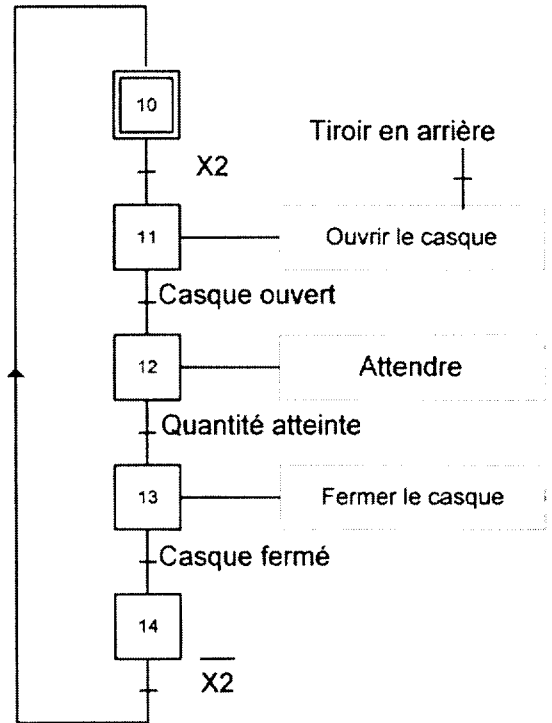 10
X2
Tiroir en arrière
11
Ouvrir le casque
Casque ouvert
12
Attendre
Quantité atteinte
13
Fermer le casque
Casque fermé
14
X̅2̅